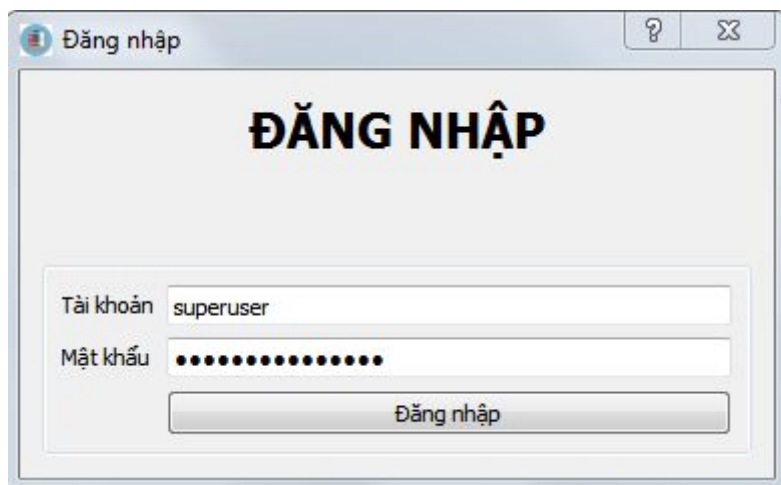 Đăng nhập
ĐĂNG NHẬP
Tài khoản superuser
Mật khẩu ●●●●●●●●●●●●●●●
Đăng nhập